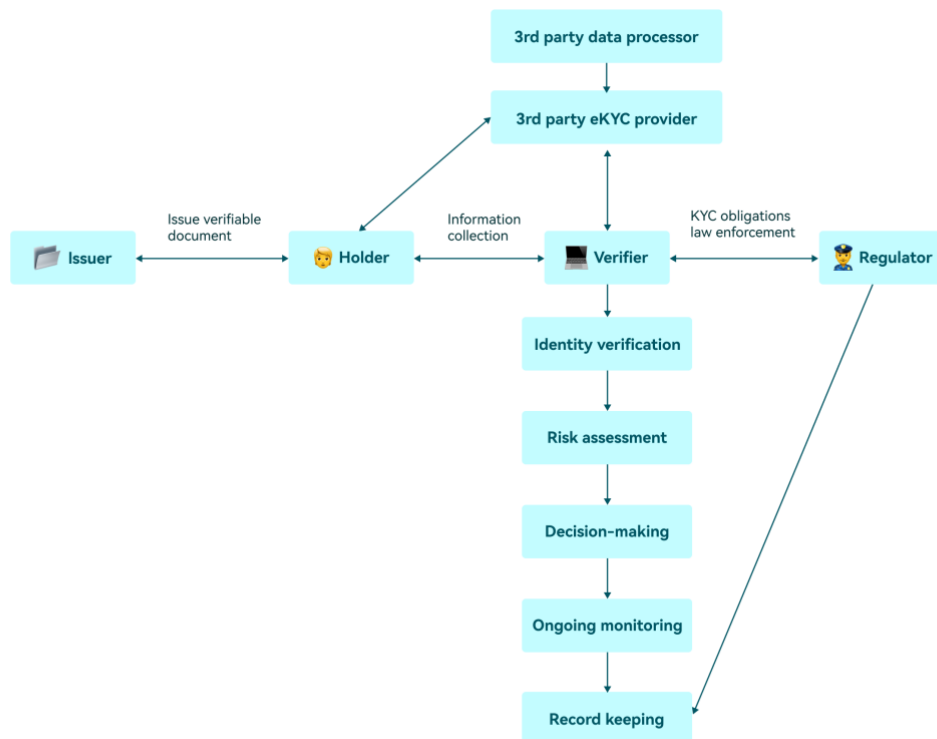 3rd party data processor
3rd party eKYC provider
Issue verifiable
document
Information
collection
KYC obligations
law enforcement
Issuer
Holder
Verifier
Regulator
Identity verification
Risk assessment
Decision-making
Ongoing monitoring
Record keeping